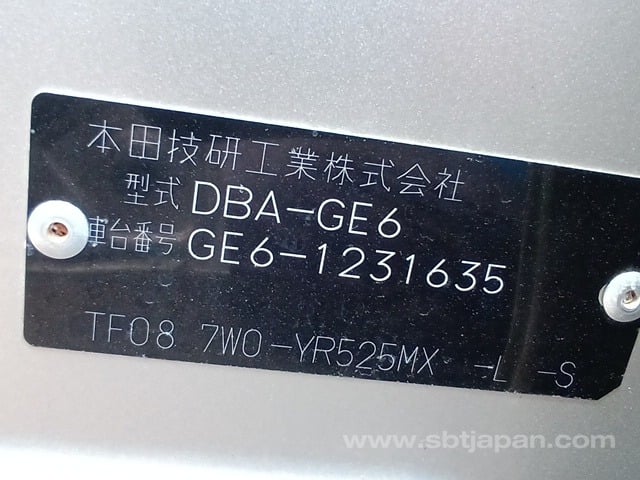 本田技研工業株式会社
型式 DBA-GE6
車台番号 GE6-1231635
TF08 7W0-YR525MX -L -S
www.sbtjapan.com